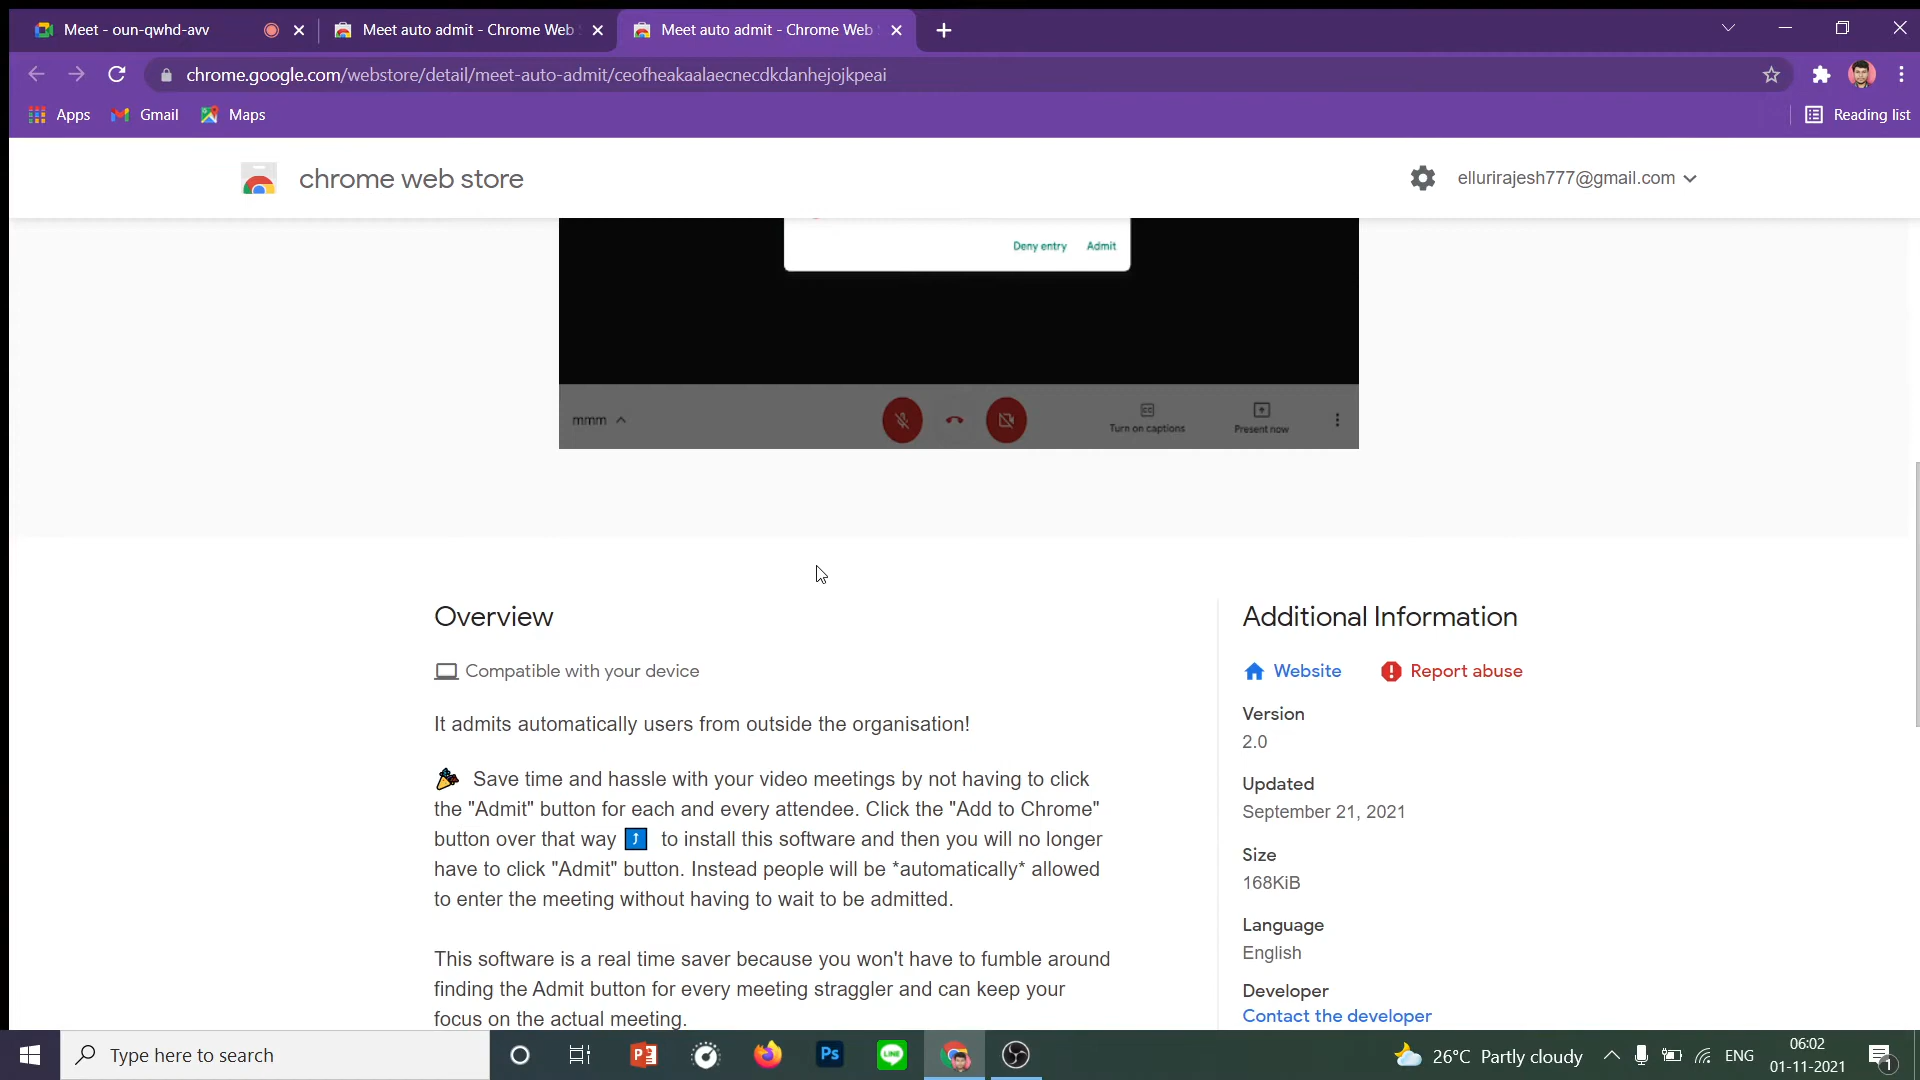 Meet - oun-qwhd-avv
Meet auto admit - Chrome Web
Meet auto admit - Chrome Web
chrome.google.com/webstore/detail/meet-auto-admit/ceofheakaalaecnecdkdanhejojkpeai
Apps
Gmail
Maps
Reading list
chrome web store
ellurirajesh777@gmail.com
Deny entry
Admit
mmm
Turn on captions
Present now
Overview
Compatible with your device
It admits automatically users from outside the organisation!
Save time and hassle with your video meetings by not having to click
the "Admit" button for each and every attendee. Click the "Add to Chrome"
button over that way ⤴ to install this software and then you will no longer
have to click "Admit" button. Instead people will be *automatically* allowed
to enter the meeting without having to wait to be admitted.
This software is a real time saver because you won't have to fumble around
finding the Admit button for every meeting straggler and can keep your
focus on the actual meeting.
Additional Information
Website
Report abuse
Version
2.0
Updated
September 21, 2021
Size
168KiB
Language
English
Developer
Contact the developer
Type here to search
Ps
LINE
26°C Partly cloudy
ENG
06:02
01-11-2021
1